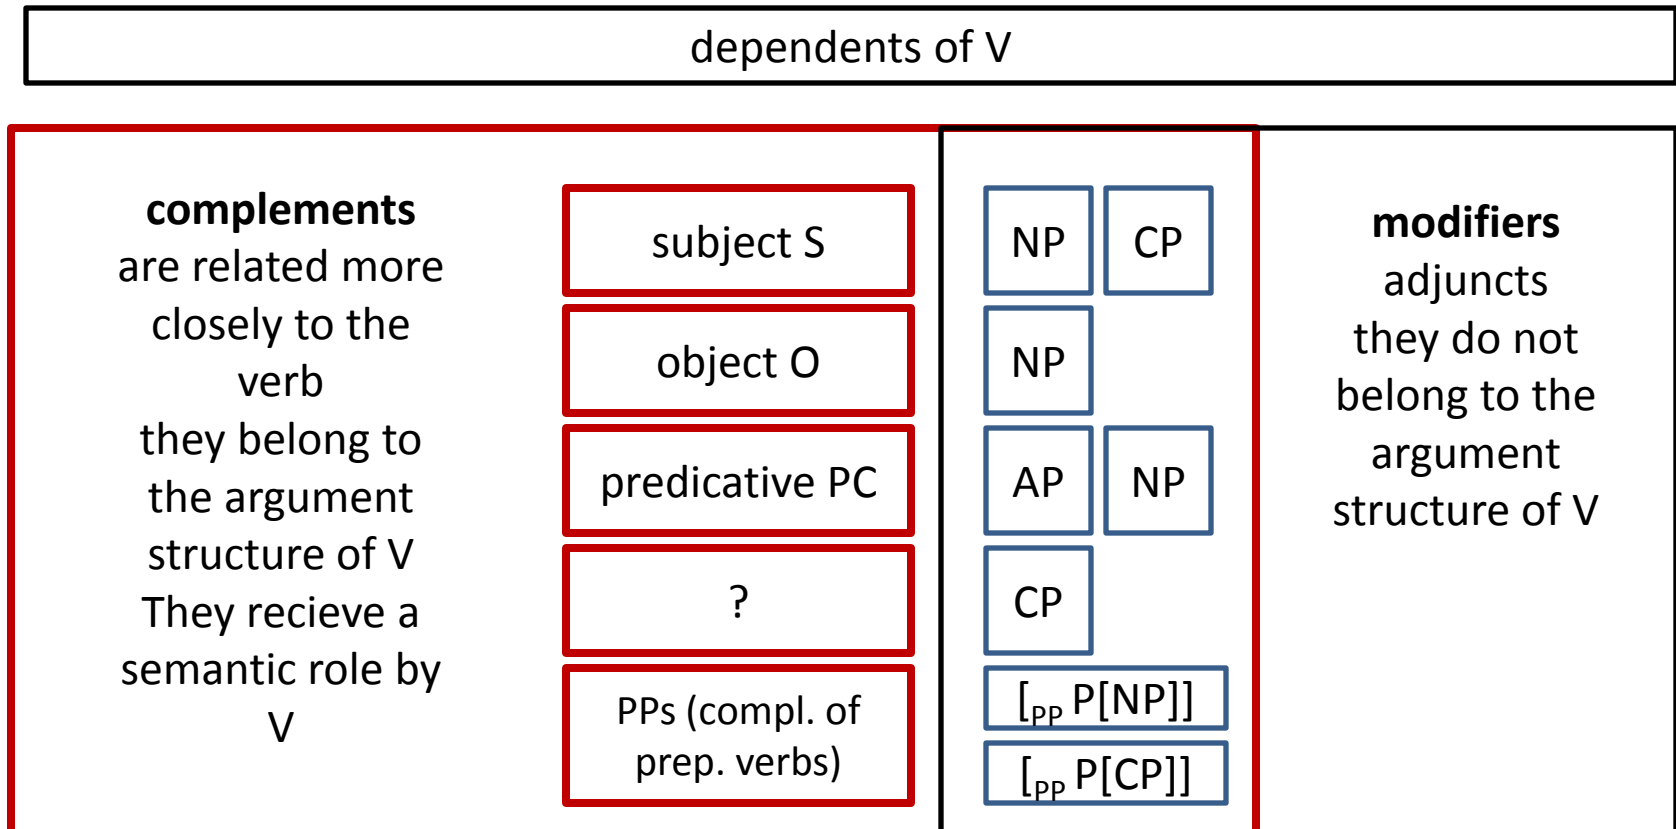 dependents of V
complements
are related more
closely to the
verb
they belong to
the argument
structure of V
They recieve a
semantic role by
V
subject S
object O
predicative PC
?
PPs (compl. of
prep. verbs)
NP CP
NP
AP NP
CP
[PP P[NP]]
[PP P[CP]]
modifiers
adjuncts
they do not
belong to the
argument
structure of V